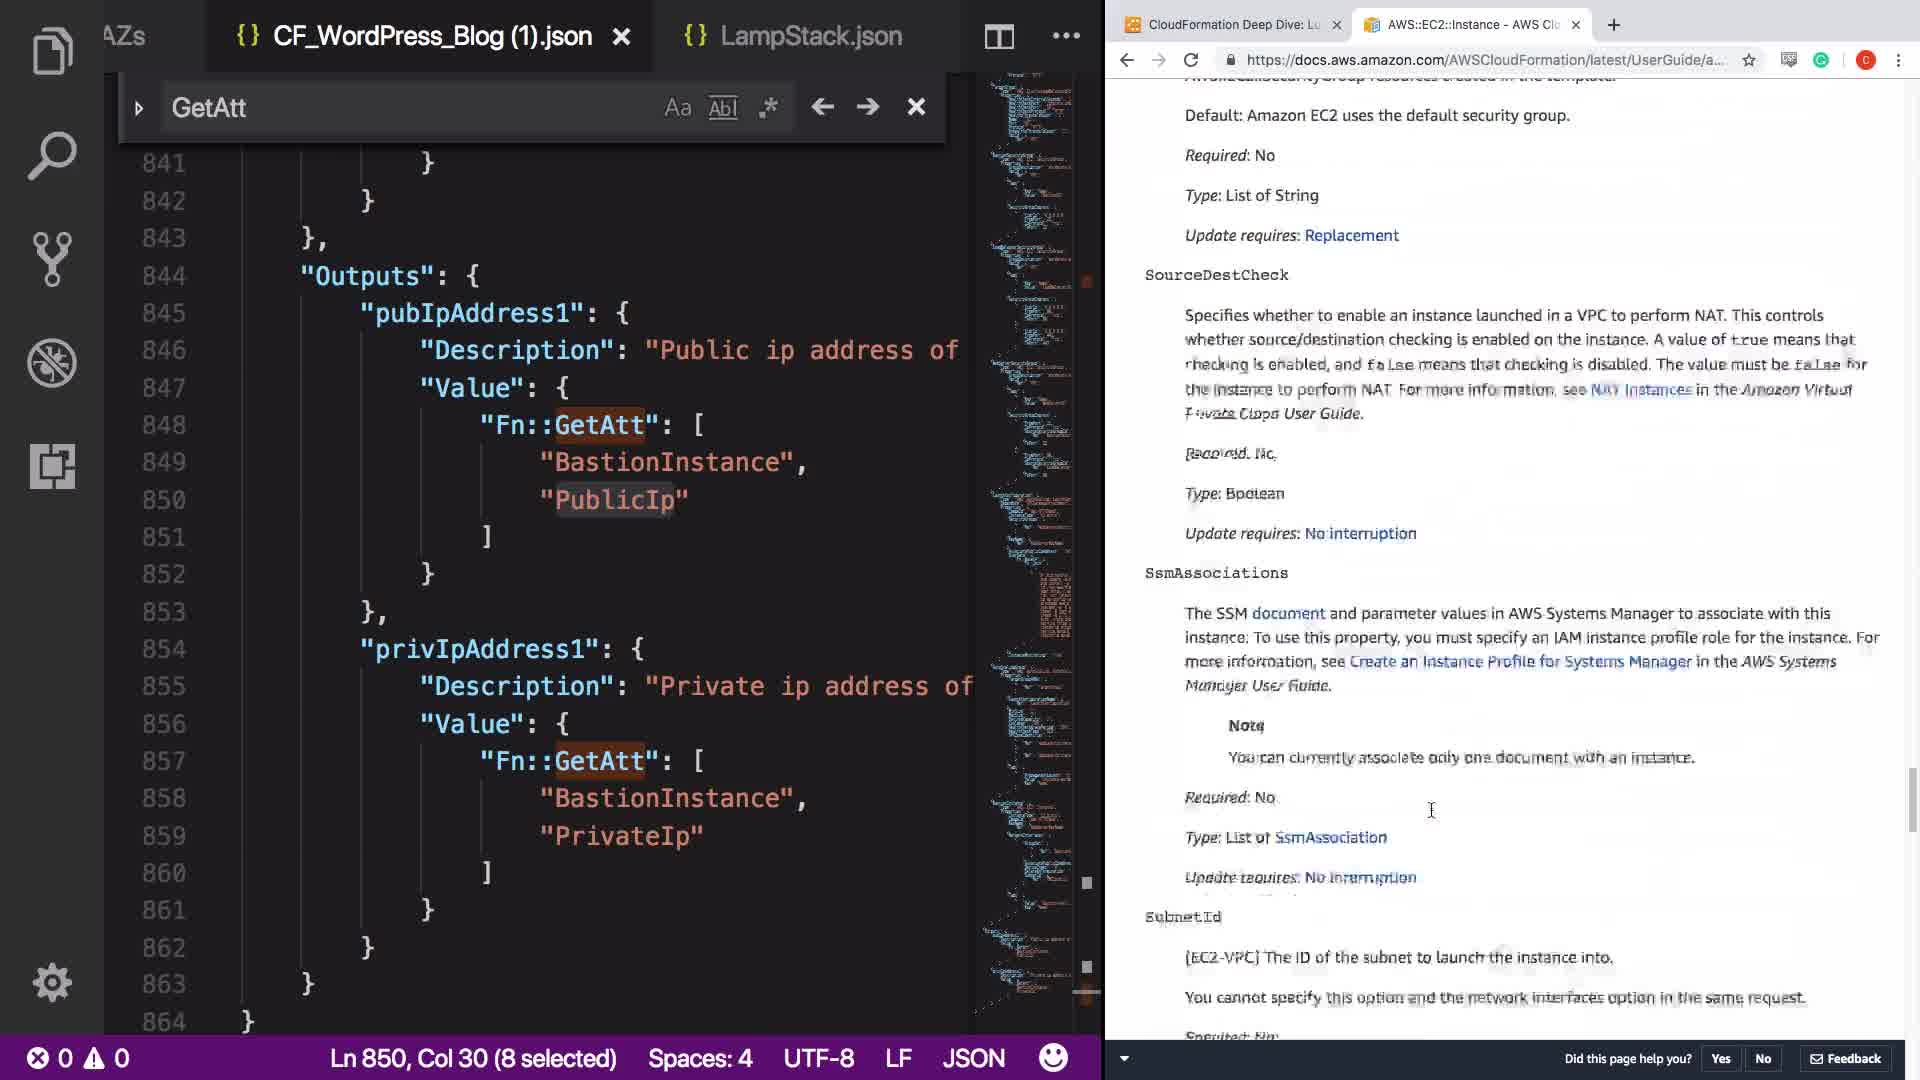 AZs
{} CF_WordPress_Blog (1).json
{} LampStack.json
GetAtt
Aa Abl .*
841 }
842 }
843 },
844 "Outputs": {
845 "pubIpAddress1": {
846 "Description": "Public ip address of
847 "Value": {
848 "Fn::GetAtt": [
849 "BastionInstance",
850 "PublicIp"
851 ]
852 }
853 },
854 "privIpAddress1": {
855 "Description": "Private ip address of
856 "Value": {
857 "Fn::GetAtt": [
858 "BastionInstance",
859 "PrivateIp"
860 ]
861 }
862 }
863 }
864 }
0 0 Ln 850, Col 30 (8 selected) Spaces: 4 UTF-8 LF JSON
CloudFormation Deep Dive: Lu
AWS::EC2::Instance - AWS Clo
https://docs.aws.amazon.com/AWSCloudFormation/latest/UserGuide/a...
C
resources created in the template.
Default: Amazon EC2 uses the default security group.
Required: No
Type: List of String
Update requires: Replacement
SourceDestCheck
Specifies whether to enable an instance launched in a VPC to perform NAT. This controls
whether source/destination checking is enabled on the instance. A value of true means that
checking is enabled, and false means that checking is disabled. The value must be false for
the instance to perform NAT. For more information, see NAT Instances in the Amazon Virtual
Private Cloud User Guide.
Required: No
Type: Boolean
Update requires: No interruption
SsmAssociations
The SSM document and parameter values in AWS Systems Manager to associate with this
instance. To use this property, you must specify an IAM instance profile role for the instance. For
more information, see Create an Instance Profile for Systems Manager in the AWS Systems
Manager User Guide.
Note
You can currently associate only one document with an instance.
Required: No
Type: List of SsmAssociation
Update requires: No interruption
SubnetId
[EC2-VPC] The ID of the subnet to launch the instance into.
You cannot specify this option and the network interfaces option in the same request.
Required: No
Did this page help you? Yes No Feedback